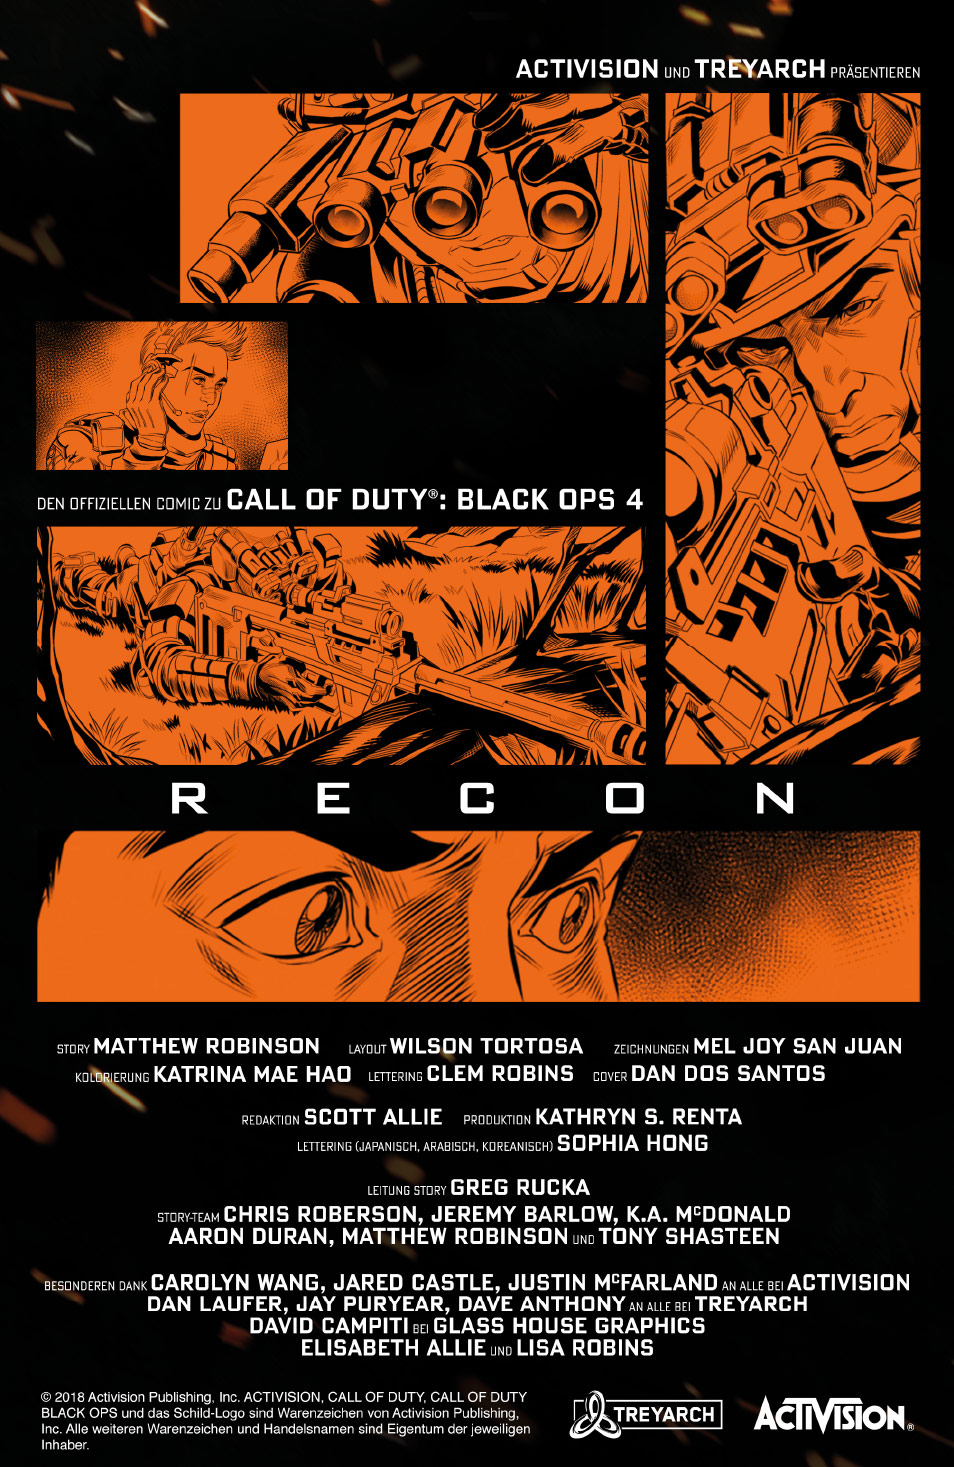 ACTIVISION UND TREYARCH PRÄSENTIEREN
DEN OFFIZIELLEN COMIC ZU CALL OF DUTY®: BLACK OPS 4
RECON
STORY MATTHEW ROBINSON LAYOUT WILSON TORTOSA ZEICHNUNGEN MEL JOY SAN JUAN
KOLORIERUNG KATRINA MAE HAO LETTERING CLEM ROBINS COVER DAN DOS SANTOS
REDAKTION SCOTT ALLIE PRODUKTION KATHRYN S. RENTA
LETTERING (JAPANISCH, ARABISCH, KOREANISCH) SOPHIA HONG
LEITUNG STORY GREG RUCKA
STORY-TEAM CHRIS ROBERSON, JEREMY BARLOW, K.A. McDONALD
AARON DURAN, MATTHEW ROBINSON UND TONY SHASTEEN
BESONDEREN DANK CAROLYN WANG, JARED CASTLE, JUSTIN McFARLAND AN ALLE BEI ACTIVISION
DAN LAUFER, JAY PURYEAR, DAVE ANTHONY AN ALLE BEI TREYARCH
DAVID CAMPITI BEI GLASS HOUSE GRAPHICS
ELISABETH ALLIE UND LISA ROBINS
© 2018 Activision Publishing, Inc. ACTIVISION, CALL OF DUTY, CALL OF DUTY
BLACK OPS und das Schild-Logo sind Warenzeichen von Activision Publishing,
Inc. Alle weiteren Warenzeichen und Handelsnamen sind Eigentum der jeweiligen
Inhaber.
TREYARCH
ACTIVISION®